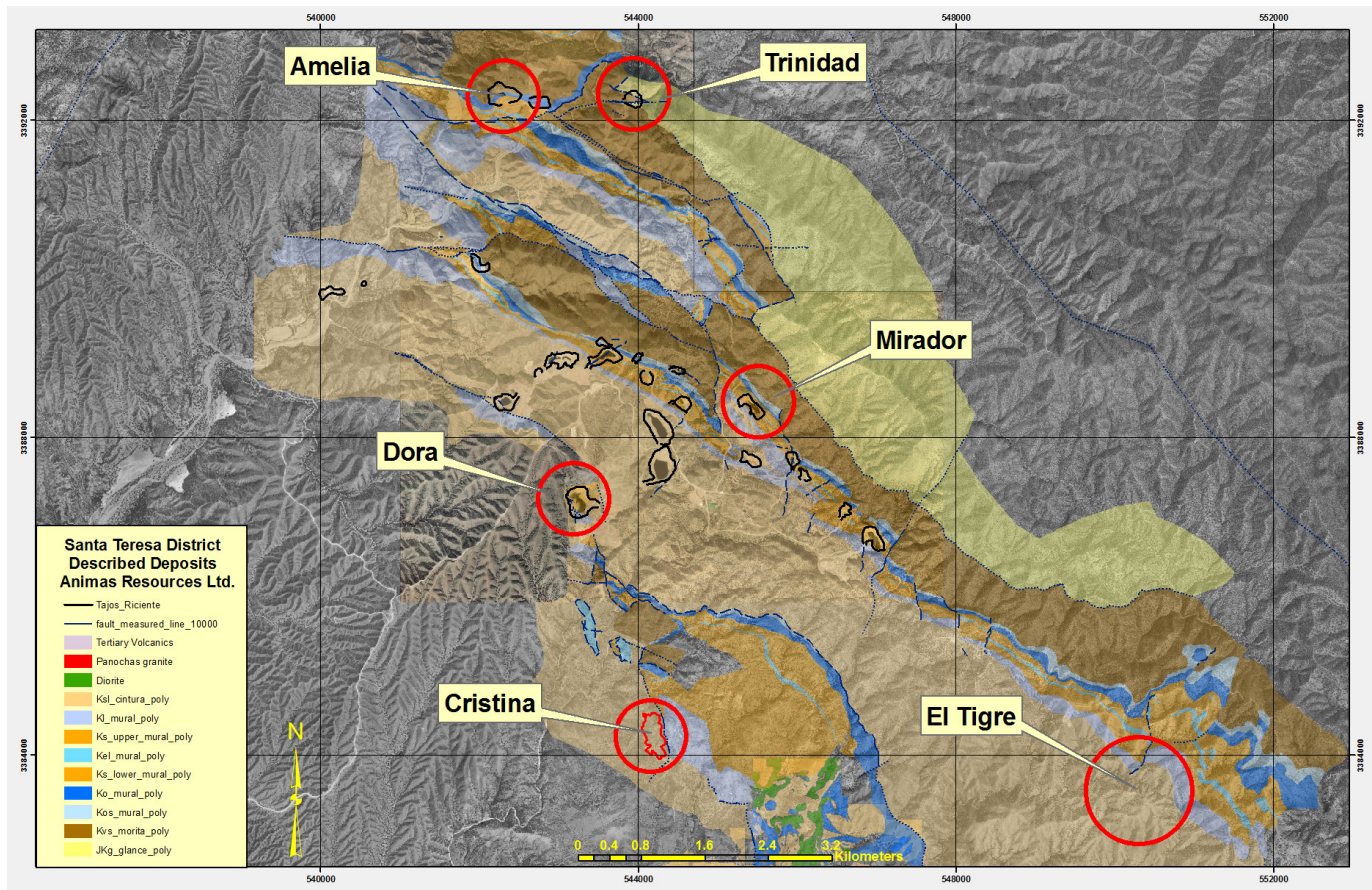 540000 544000 548000 552000
Amelia
Trinidad
3392000 3392000
Mirador
3388000 3388000
Dora
Santa Teresa District
Described Deposits
Animas Resources Ltd.
Tajos_Riciente
fault_measured_line_10000
Tertiary Volcanics
Panochas granite
Diorite
Ksl_cintura_poly
Kl_mural_poly
Ks_upper_mural_poly
Kel_mural_poly
Ks_lower_mural_poly
Ko_mural_poly
Kos_mural_poly
Kvs_morita_poly
JKg_glance_poly
Cristina
El Tigre
N
3384000 3384000
0 0.4 0.8 1.6 2.4 3.2
Kilometers
540000 544000 548000 552000